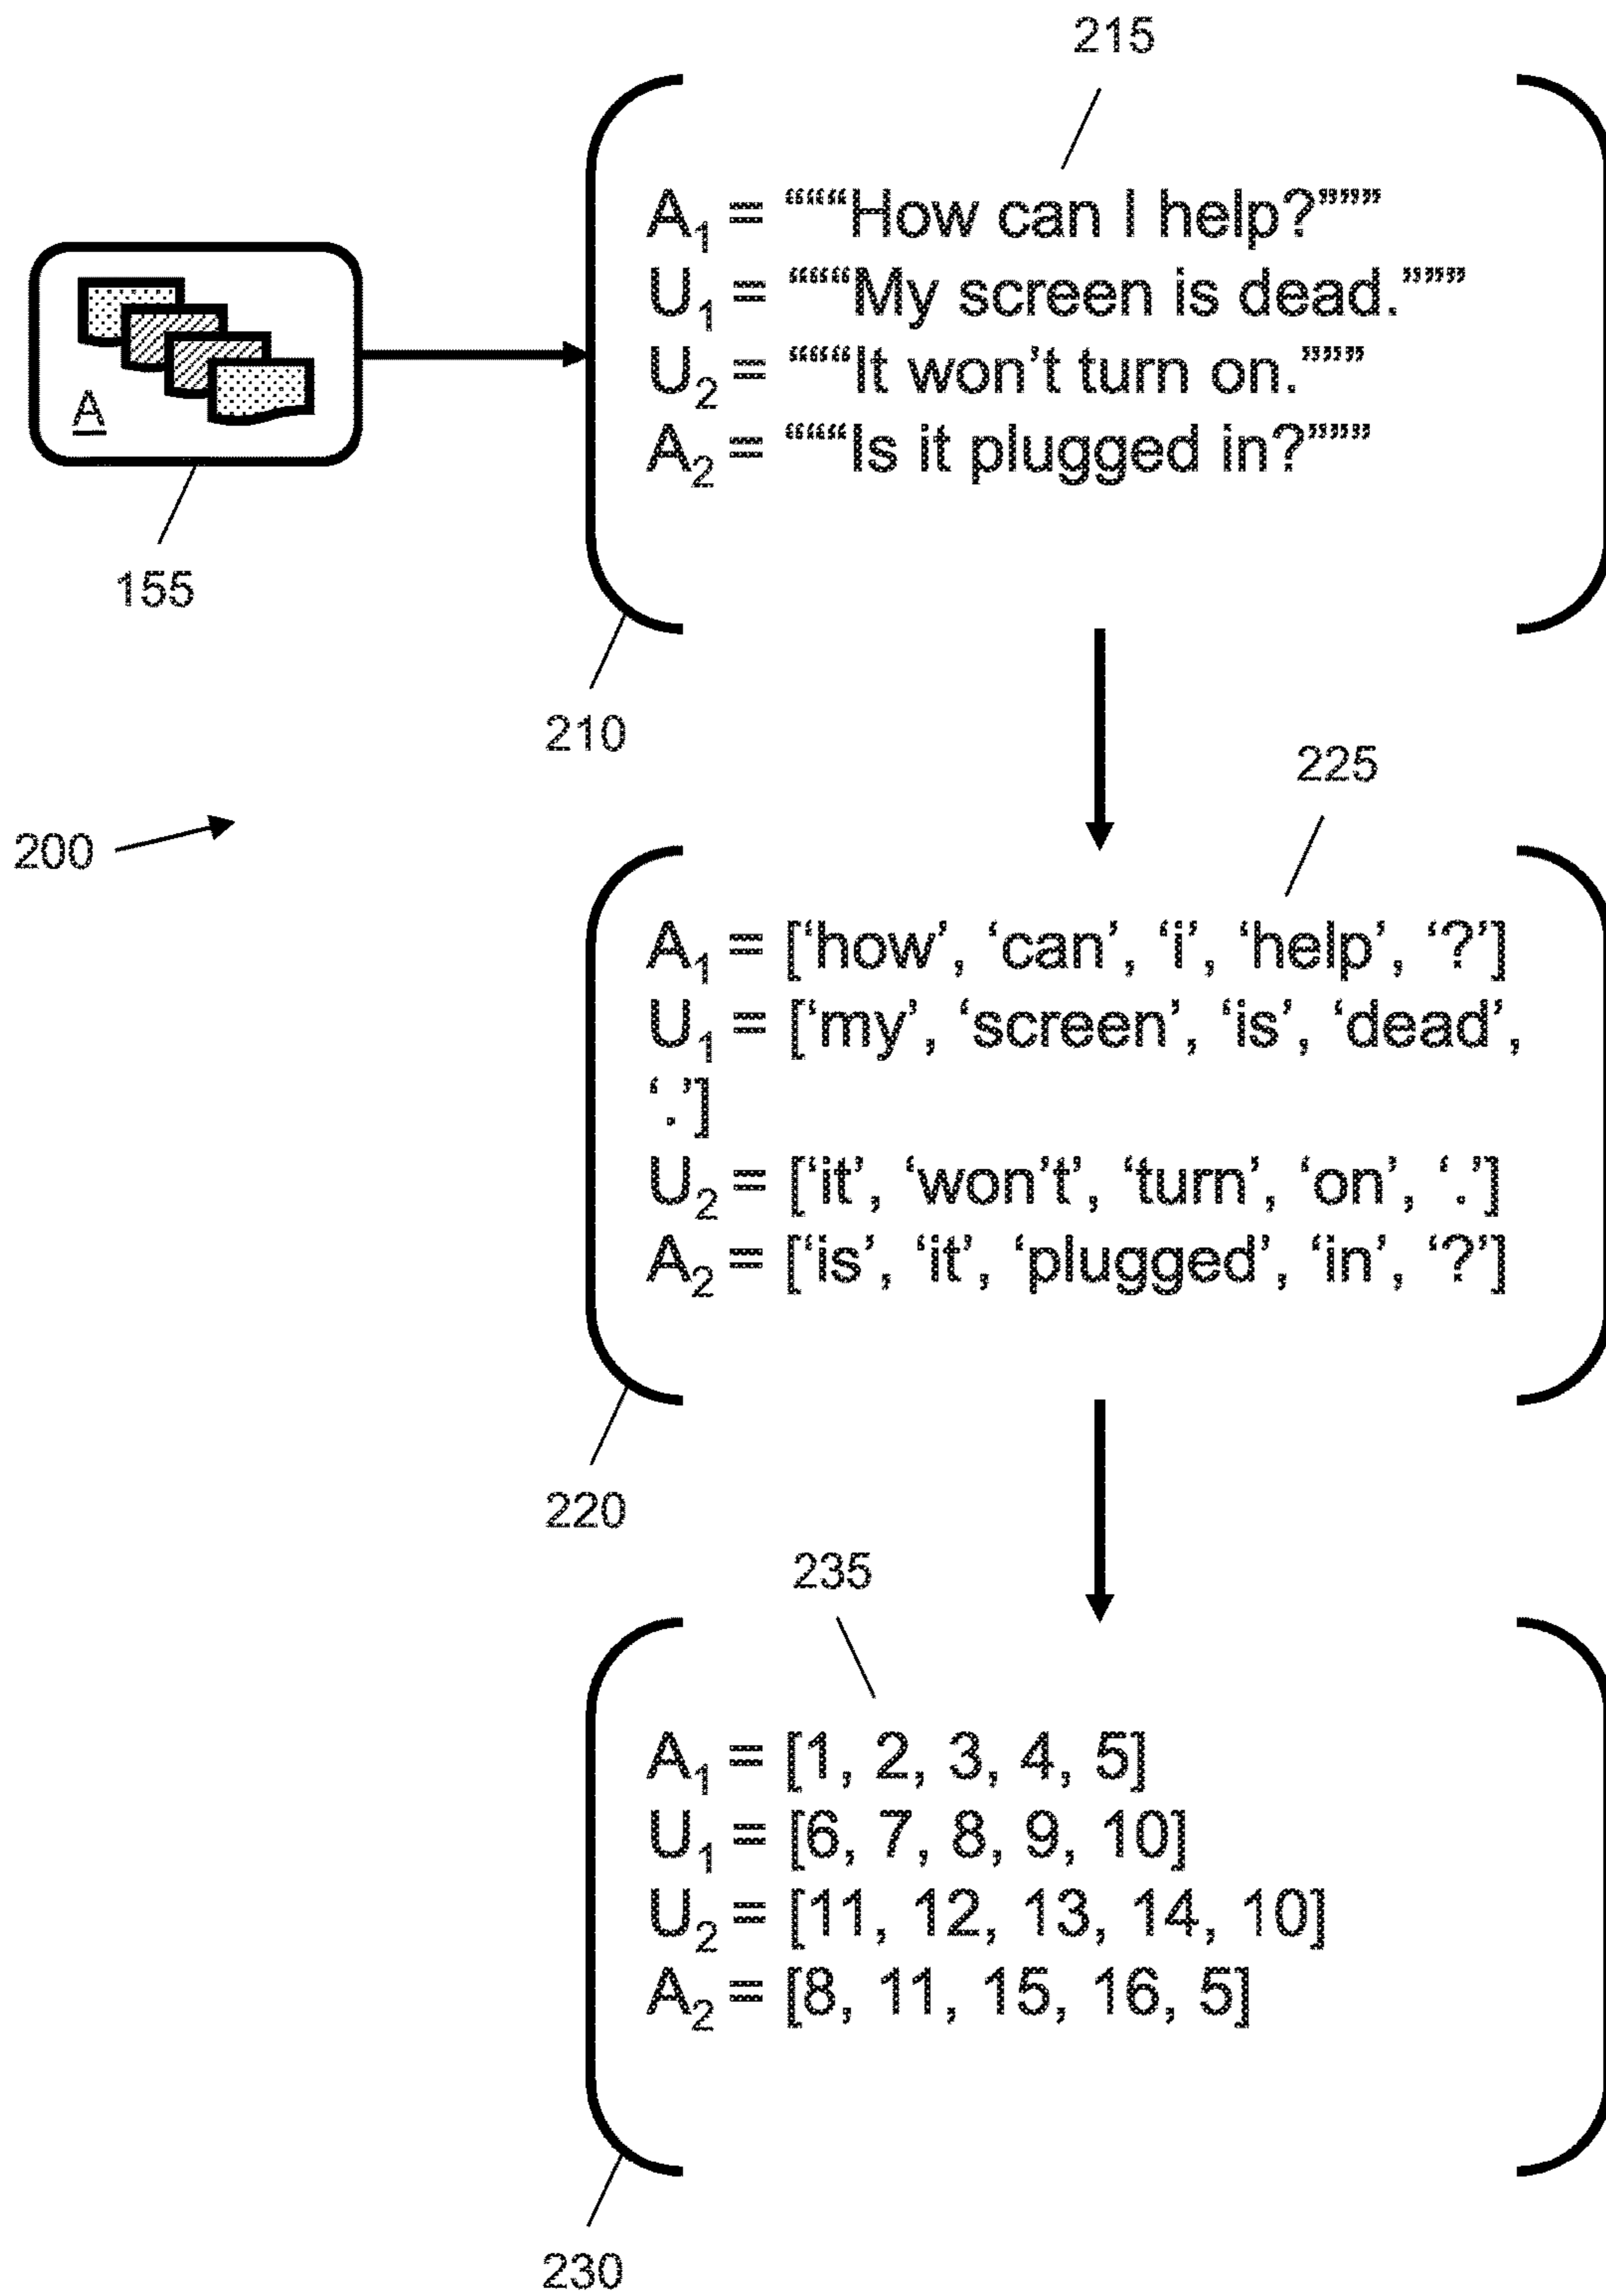 215
A₁ = “““How can I help?”””
U₁ = “““My screen is dead.”””
U₂ = “““It won’t turn on.”””
A₂ = “““Is it plugged in?”””
A
155
210
225
200
A₁ = [‘how’, ‘can’, ‘i’, ‘help’, ‘?’]
U₁ = [‘my’, ‘screen’, ‘is’, ‘dead’,
‘.’]
U₂ = [‘it’, ‘won’t’, ‘turn’, ‘on’, ‘.’]
A₂ = [‘is’, ‘it’, ‘plugged’, ‘in’, ‘?’]
220
235
A₁ = [1, 2, 3, 4, 5]
U₁ = [6, 7, 8, 9, 10]
U₂ = [11, 12, 13, 14, 10]
A₂ = [8, 11, 15, 16, 5]
230